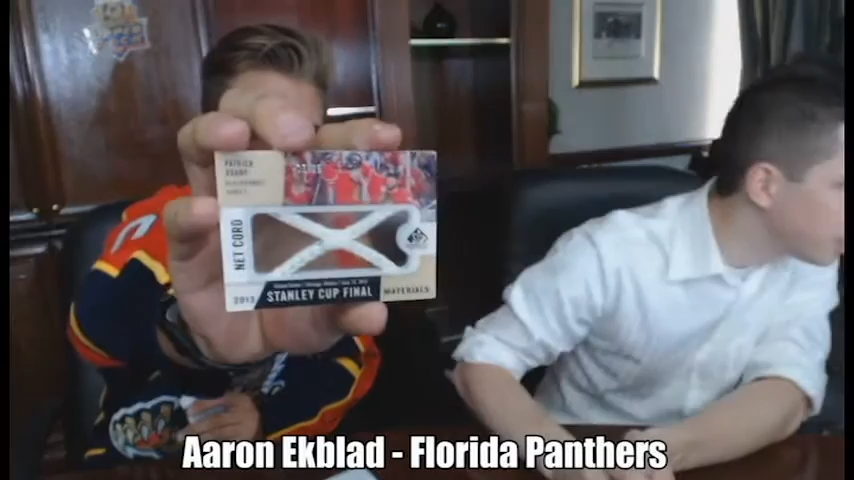 PATRICK
SHARP
NET CORD
2013
STANLEY CUP FINAL
MATERIALS
Aaron Ekblad - Florida Panthers